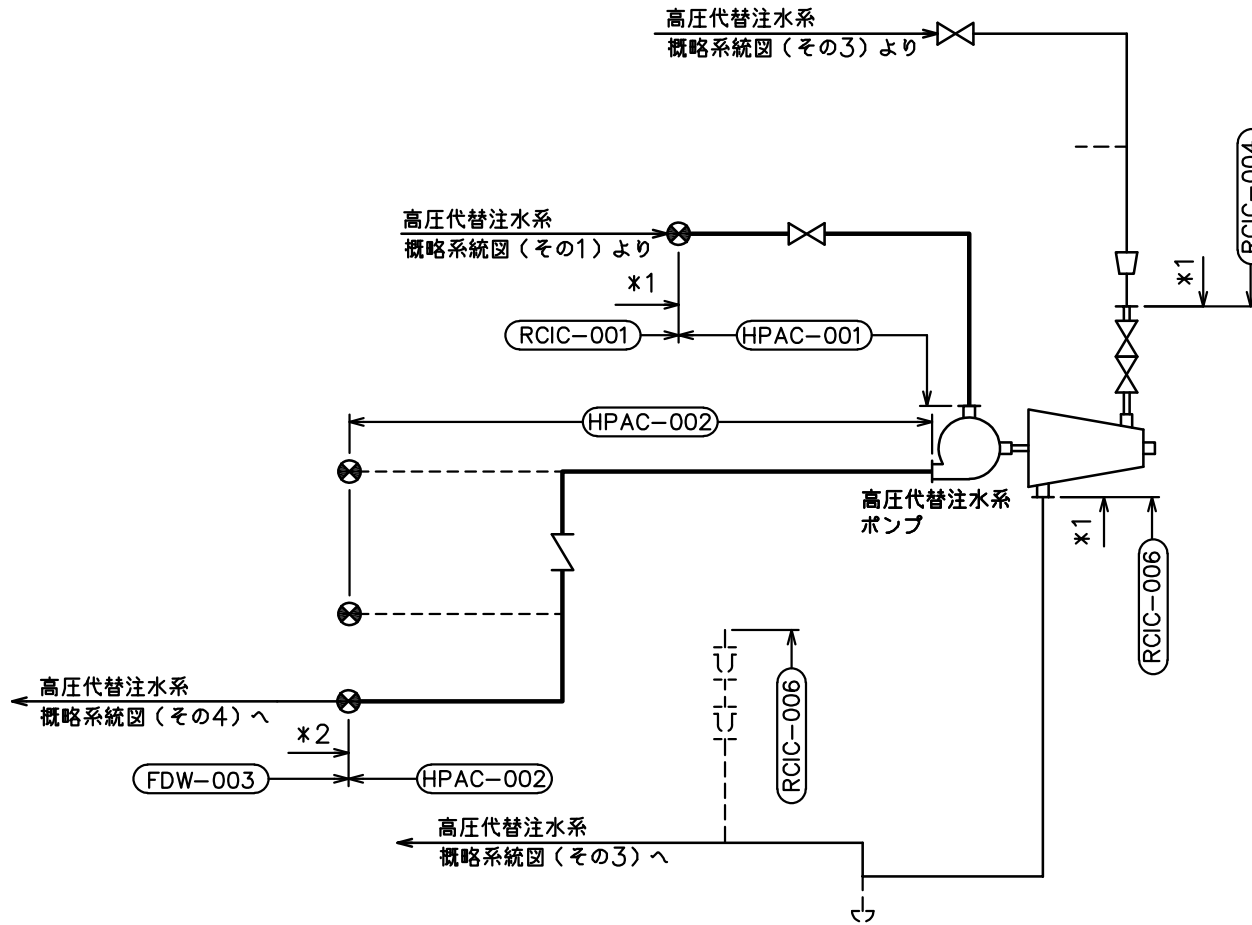 高圧代替注水系
概略系統図（その3）より
高圧代替注水系
概略系統図（その1）より
*1
*1
RCIC-004
RCIC-001
HPAC-001
HPAC-002
高圧代替注水系
ポンプ
*1
RCIC-006
RCIC-006
高圧代替注水系
概略系統図（その4）へ
*2
FDW-003
HPAC-002
高圧代替注水系
概略系統図（その3）へ